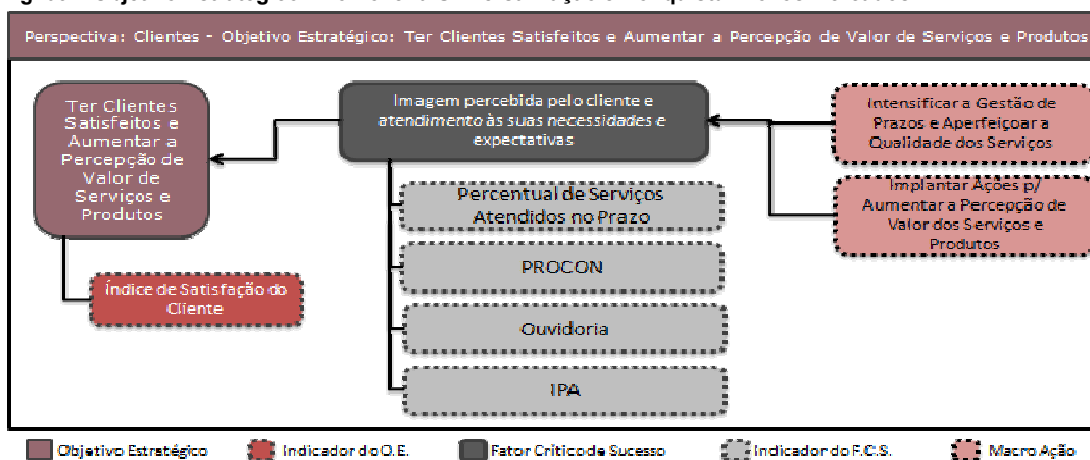 Perspectiva: Clientes - Objetivo Estratégico: Ter Clientes Satisfeitos e Aumentar a Percepção de Valor de Serviços e Produtos
Ter Clientes
Satisfeitos e
Aumentar a
Percepção de
Valor de
Serviços e
Produtos
Índice de Satisfação do
Cliente
Imagem percebida pelo cliente e
atendimento às suas necessidades e
expectativas
Percentual de Serviços
Atendidos no Prazo
PROCON
Ouvidoria
IPA
Intensificar a Gestão de
Prazos e Aperfeiçoar a
Qualidade dos Serviços
Implantar Ações p/
Aumentar a Percepção de
Valor dos Serviços e
Produtos
Objetivo Estratégico
Indicador do O.E.
Fator Crítico de Sucesso
Indicador do F.C.S.
Macro Ação